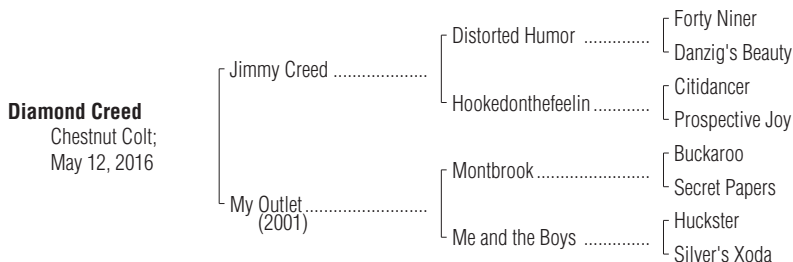 Forty Niner
Distorted Humor ..............
Danzig's Beauty
Jimmy Creed ....................
Citidancer
Hookedonthefeelin............
Prospective Joy
Diamond Creed
Chestnut Colt;
May 12, 2016
Buckaroo
Montbrook........................
Secret Papers
My Outlet..........................
(2001)
Huckster
Me and the Boys ..............
Silver's Xoda